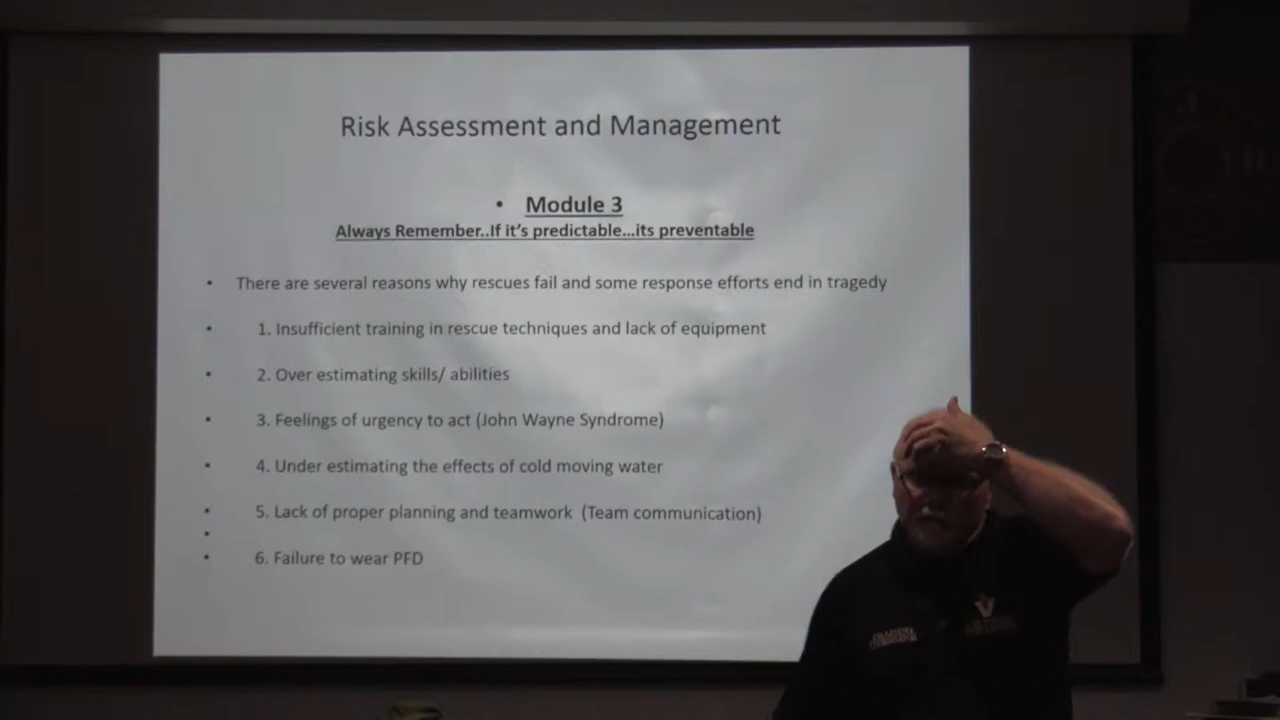 Risk Assessment and Management
• Module 3
Always Remember..If it's predictable...its preventable
• There are several reasons why rescues fail and some response efforts end in tragedy
• 1. Insufficient training in rescue techniques and lack of equipment
• 2. Over estimating skills/ abilities
• 3. Feelings of urgency to act (John Wayne Syndrome)
• 4. Under estimating the effects of cold moving water
• 5. Lack of proper planning and teamwork (Team communication)
•
• 6. Failure to wear PFD